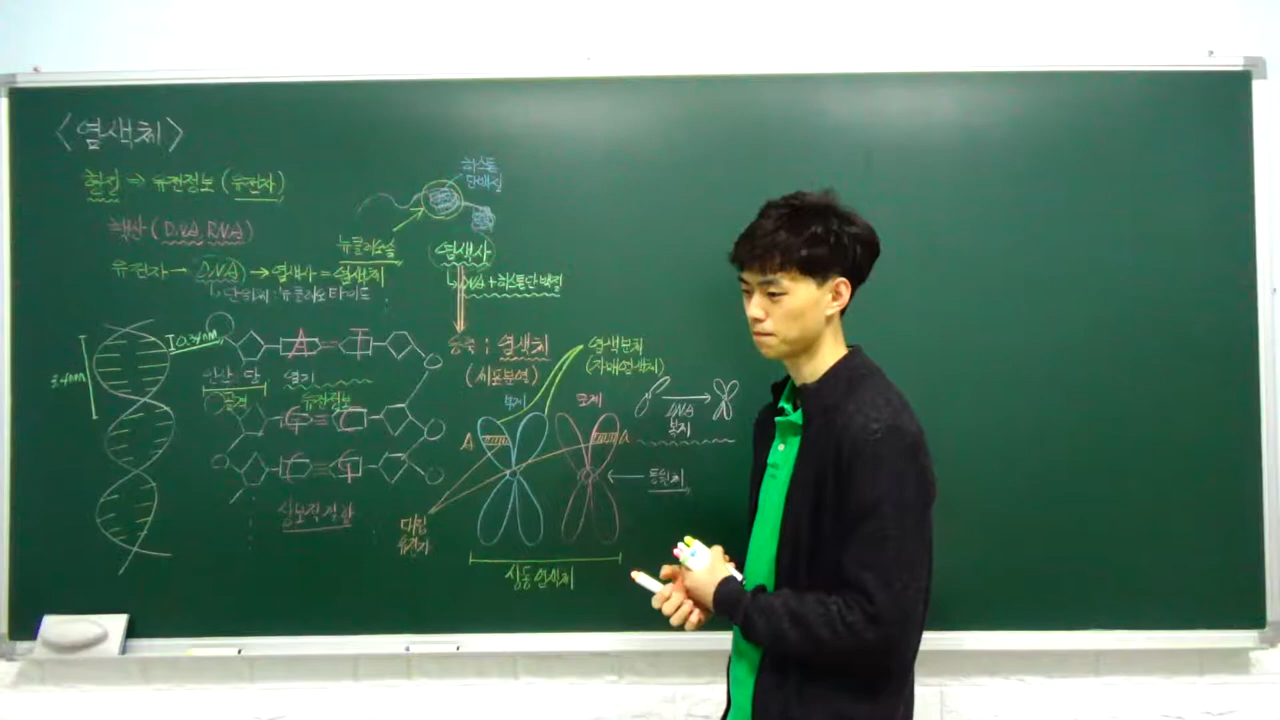 <염색체>
형질 ⇒ 유전정보 (유전자)
핵산 (DNA, RNA)
유전자 → DNA → 염색사 = 염색체
↳ 단위체 : 뉴클레오타이드
히스톤
단백질
뉴클레오솜
염색사
↳ DNA + 히스톤단백질
응축 : 염색체
(세포분열)
3.4nm
0.34nm
A T
인산 당 염기
골격 유전정보
G C
C G
상보적 결합
염색분체
(자매염색체)
DNA
복제
A
동원체
대립
유전자
상동염색체